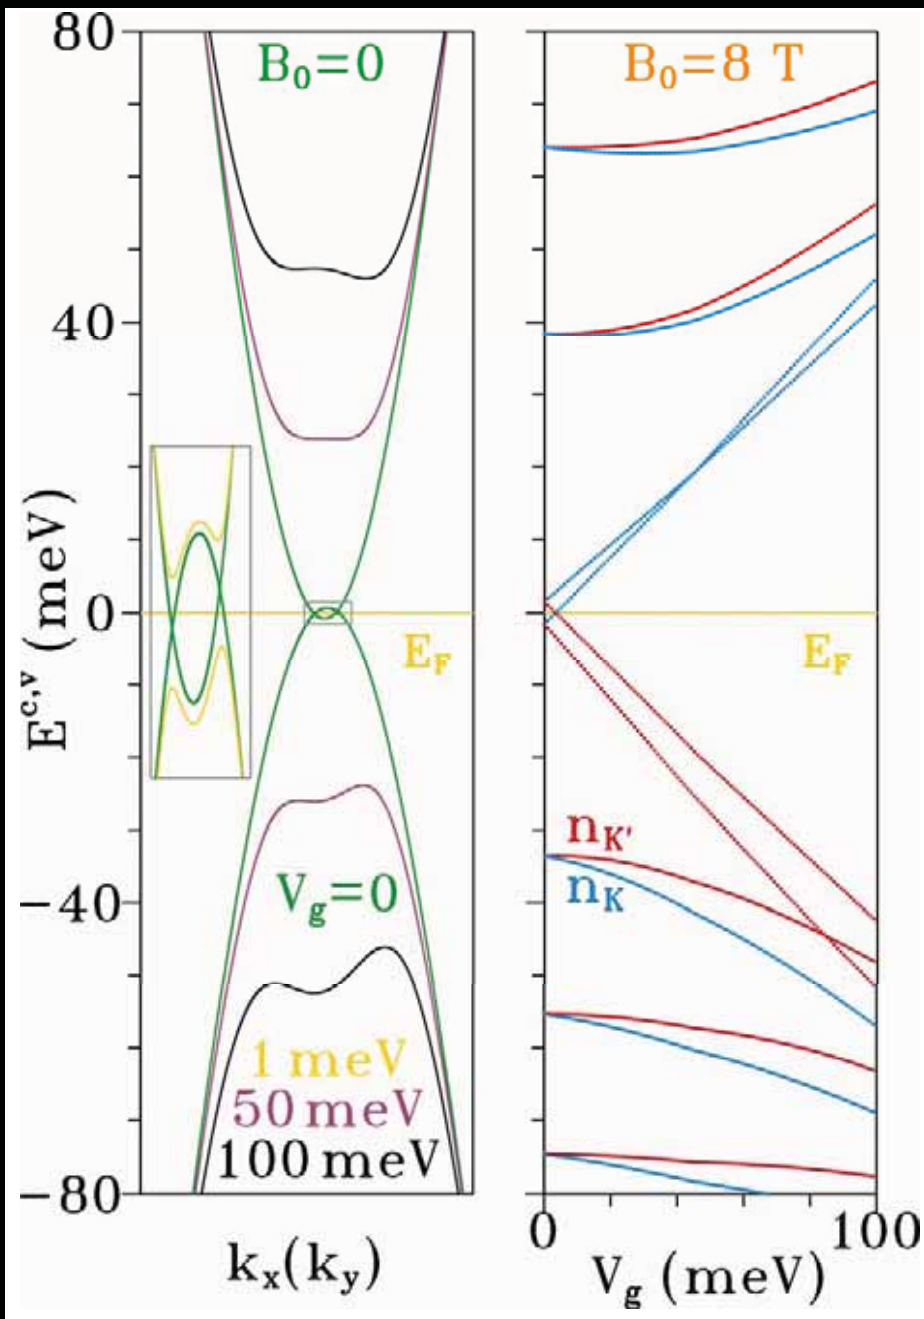 80
40
0
−40
−80
E^c,v (meV)
B₀=0
E_F
V_g=0
1 meV
50 meV
100 meV
k_x(k_y)
B₀=8 T
E_F
n_K'
n_K
0
100
V_g (meV)